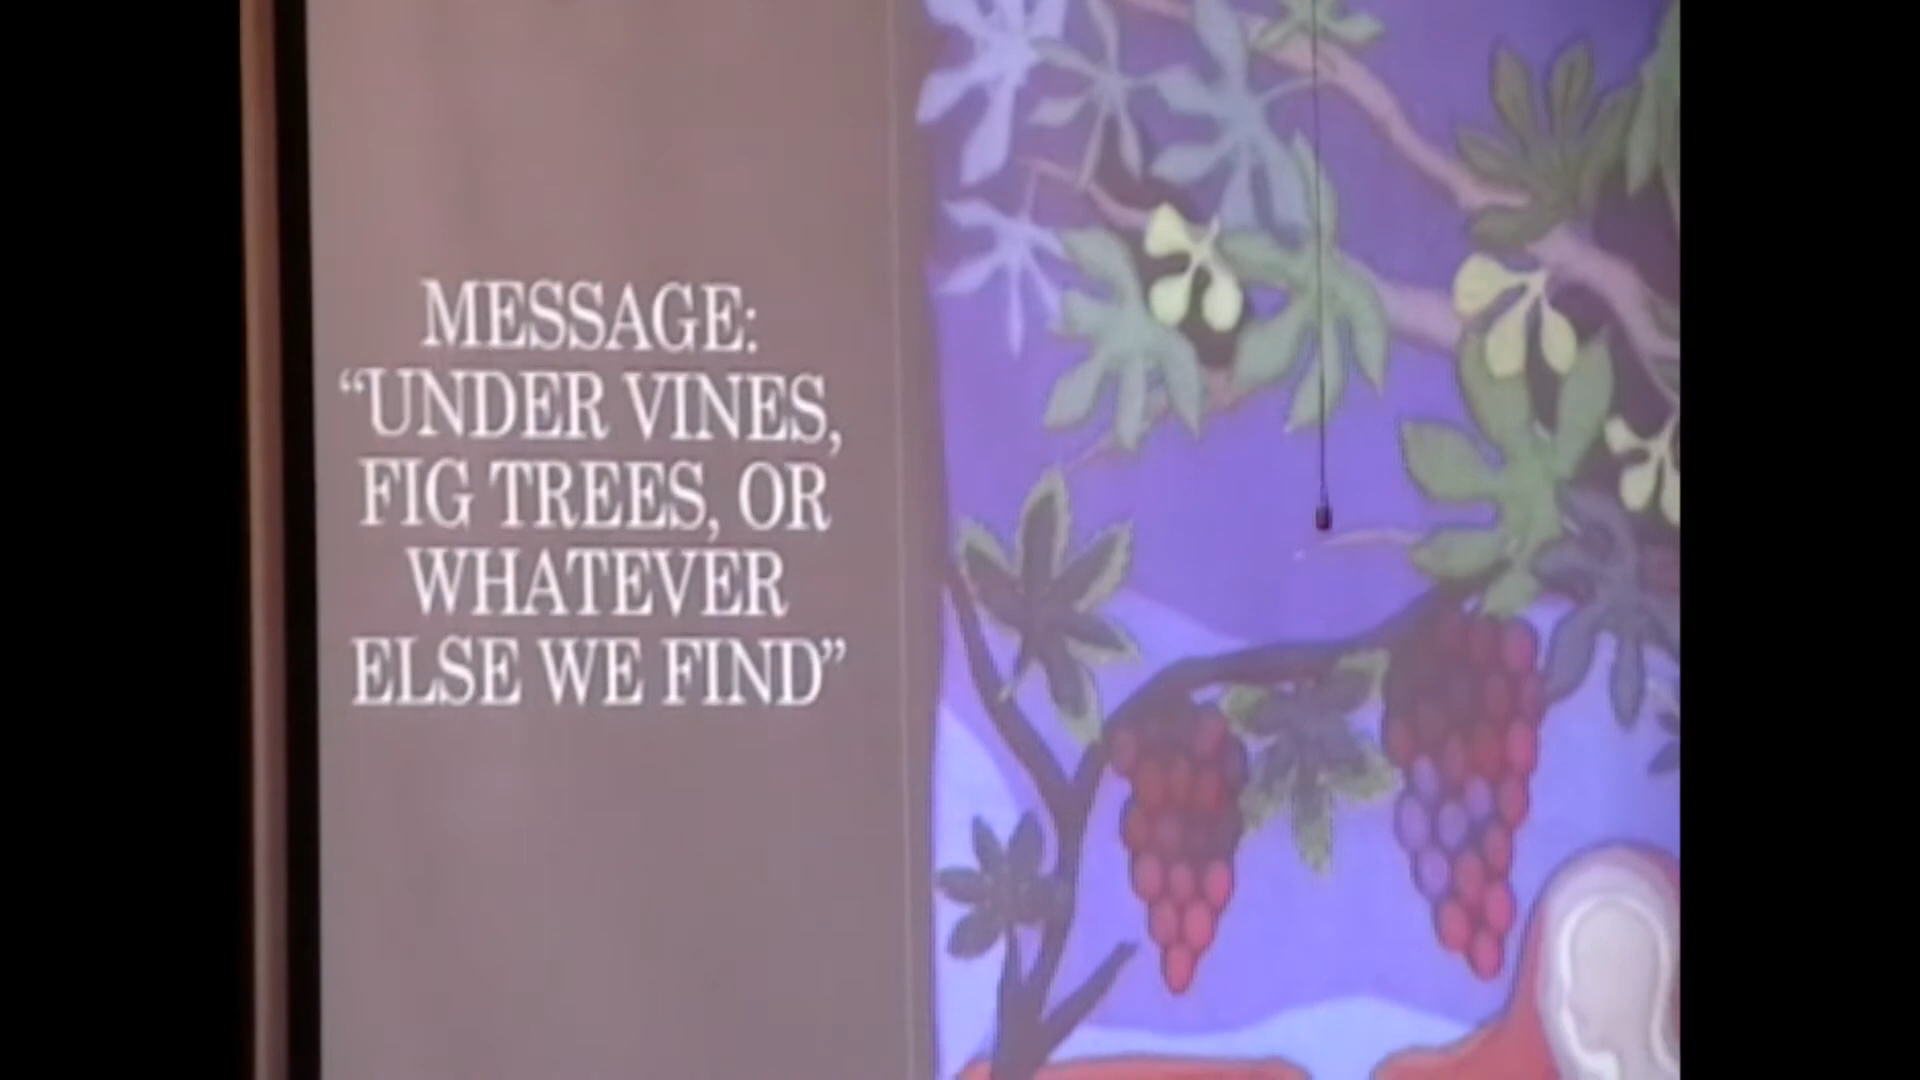 MESSAGE:
“UNDER VINES,
FIG TREES, OR
WHATEVER
ELSE WE FIND”